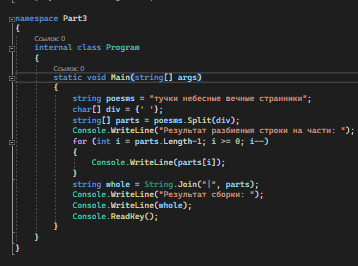 namespace Part3
{
Ссылок: 0
internal class Program
{
Ссылок: 0
static void Main(string[] args)
{
string poesms = "тучки небесные вечные странники";
char[] div = {' '};
string[] parts = poesms.Split(div);
Console.WriteLine("Результат разбиения строки на части: ");
for (int i = parts.Length-1; i >= 0; i--)
{
Console.WriteLine(parts[i]);
}
string whole = String.Join("|", parts);
Console.WriteLine("Результат сборки: ");
Console.WriteLine(whole);
Console.ReadKey();
}
}
}